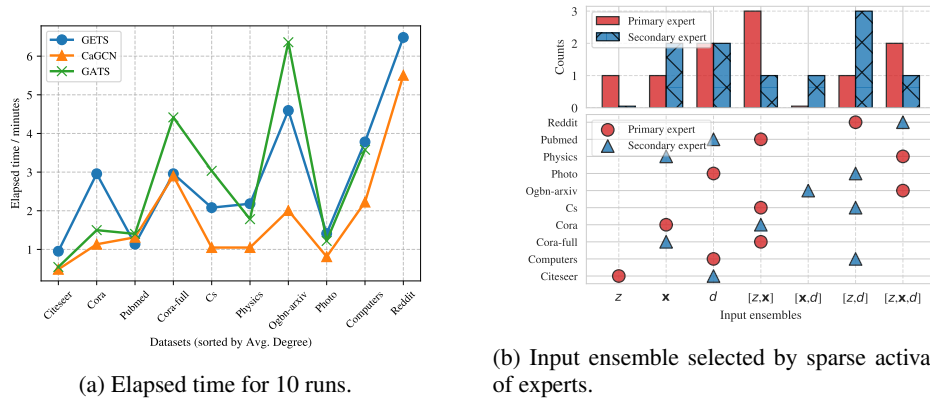 GETS
CaGCN
GATS
6
5
4
3
2
1
Elapsed time / minutes
Citeseer
Cora
Pubmed
Cora-full
Cs
Physics
Ogbn-arxiv
Photo
Computers
Reddit
Datasets (sorted by Avg. Degree)
(a) Elapsed time for 10 runs.
Primary expert
Secondary expert
3
2
1
0
Counts
Primary expert
Secondary expert
Reddit
Pubmed
Physics
Photo
Ogbn-arxiv
Cs
Cora
Cora-full
Computers
Citeseer
z x d [z,x] [x,d] [z,d] [z,x,d]
Input ensembles
(b) Input ensemble selected by sparse activa
of experts.